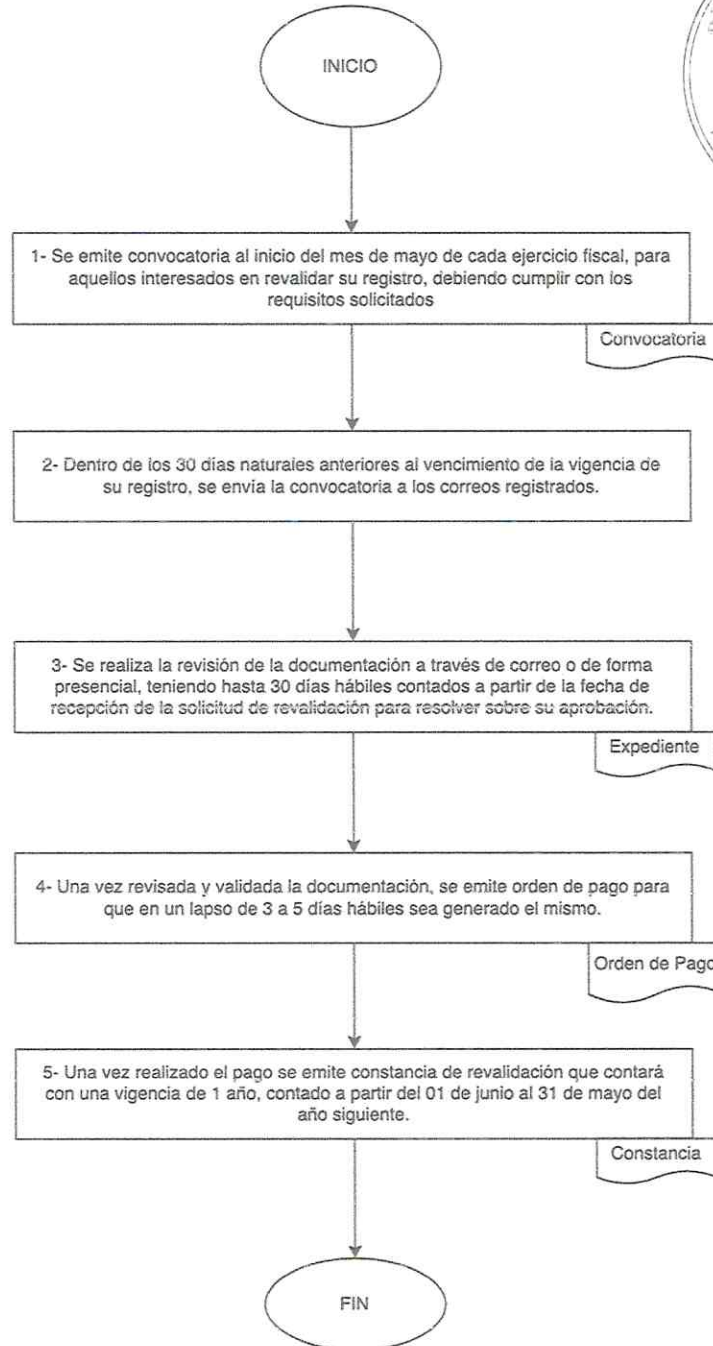 INICIO
1- Se emite convocatoria al inicio del mes de mayo de cada ejercicio fiscal, para
aquellos interesados en revalidar su registro, debiendo cumplir con los
requisitos solicitados
Convocatoria
2- Dentro de los 30 días naturales anteriores al vencimiento de la vigencia de
su registro, se envía la convocatoria a los correos registrados.
3- Se realiza la revisión de la documentación a través de correo o de forma
presencial, teniendo hasta 30 días hábiles contados a partir de la fecha de
recepción de la solicitud de revalidación para resolver sobre su aprobación.
Expediente
4- Una vez revisada y validada la documentación, se emite orden de pago para
que en un lapso de 3 a 5 días hábiles sea generado el mismo.
Orden de Pago
5- Una vez realizado el pago se emite constancia de revalidación que contará
con una vigencia de 1 año, contado a partir del 01 de junio al 31 de mayo del
año siguiente.
Constancia
FIN